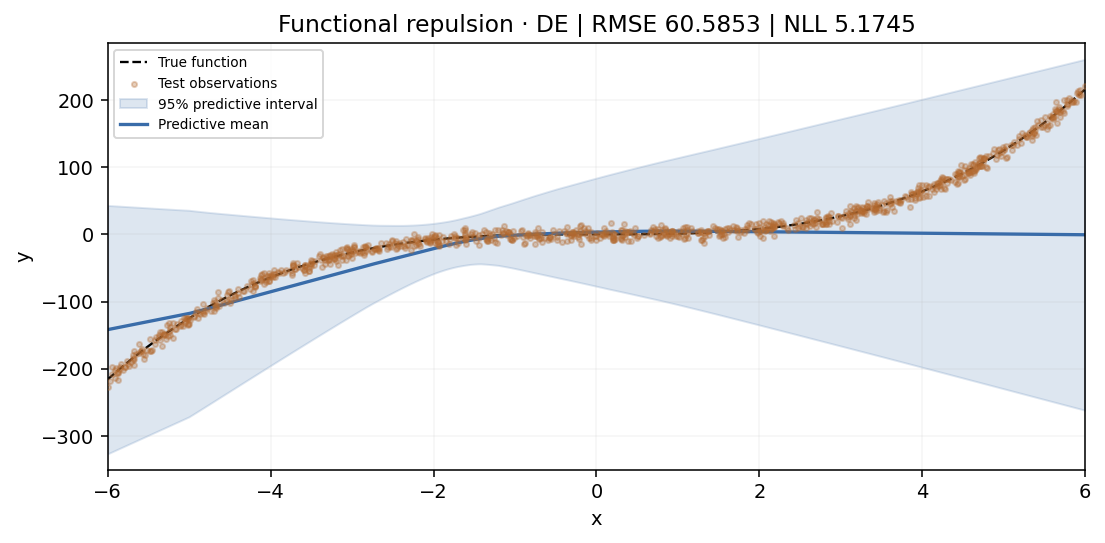 Functional repulsion · DE | RMSE 60.5853 | NLL 5.1745
True function
Test observations
95% predictive interval
Predictive mean
200
100
0
−100
−200
−300
y
−6
−4
−2
0
2
4
6
x